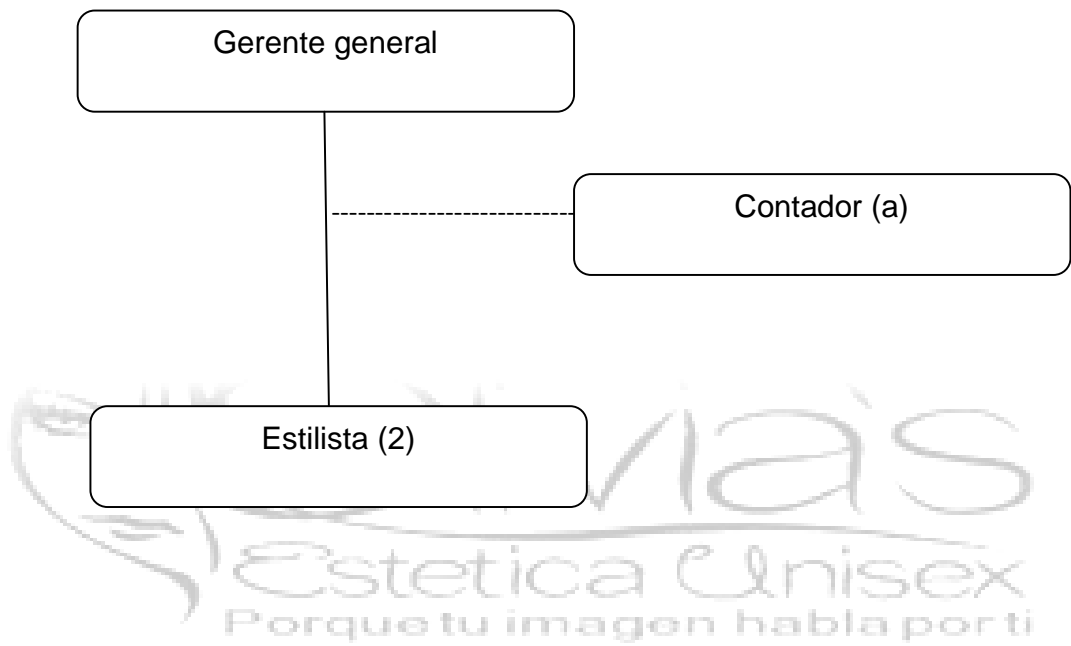 Gerente general
Contador (a)
Estilista (2)
Estetica Unisex
Porque tu imagen habla por ti